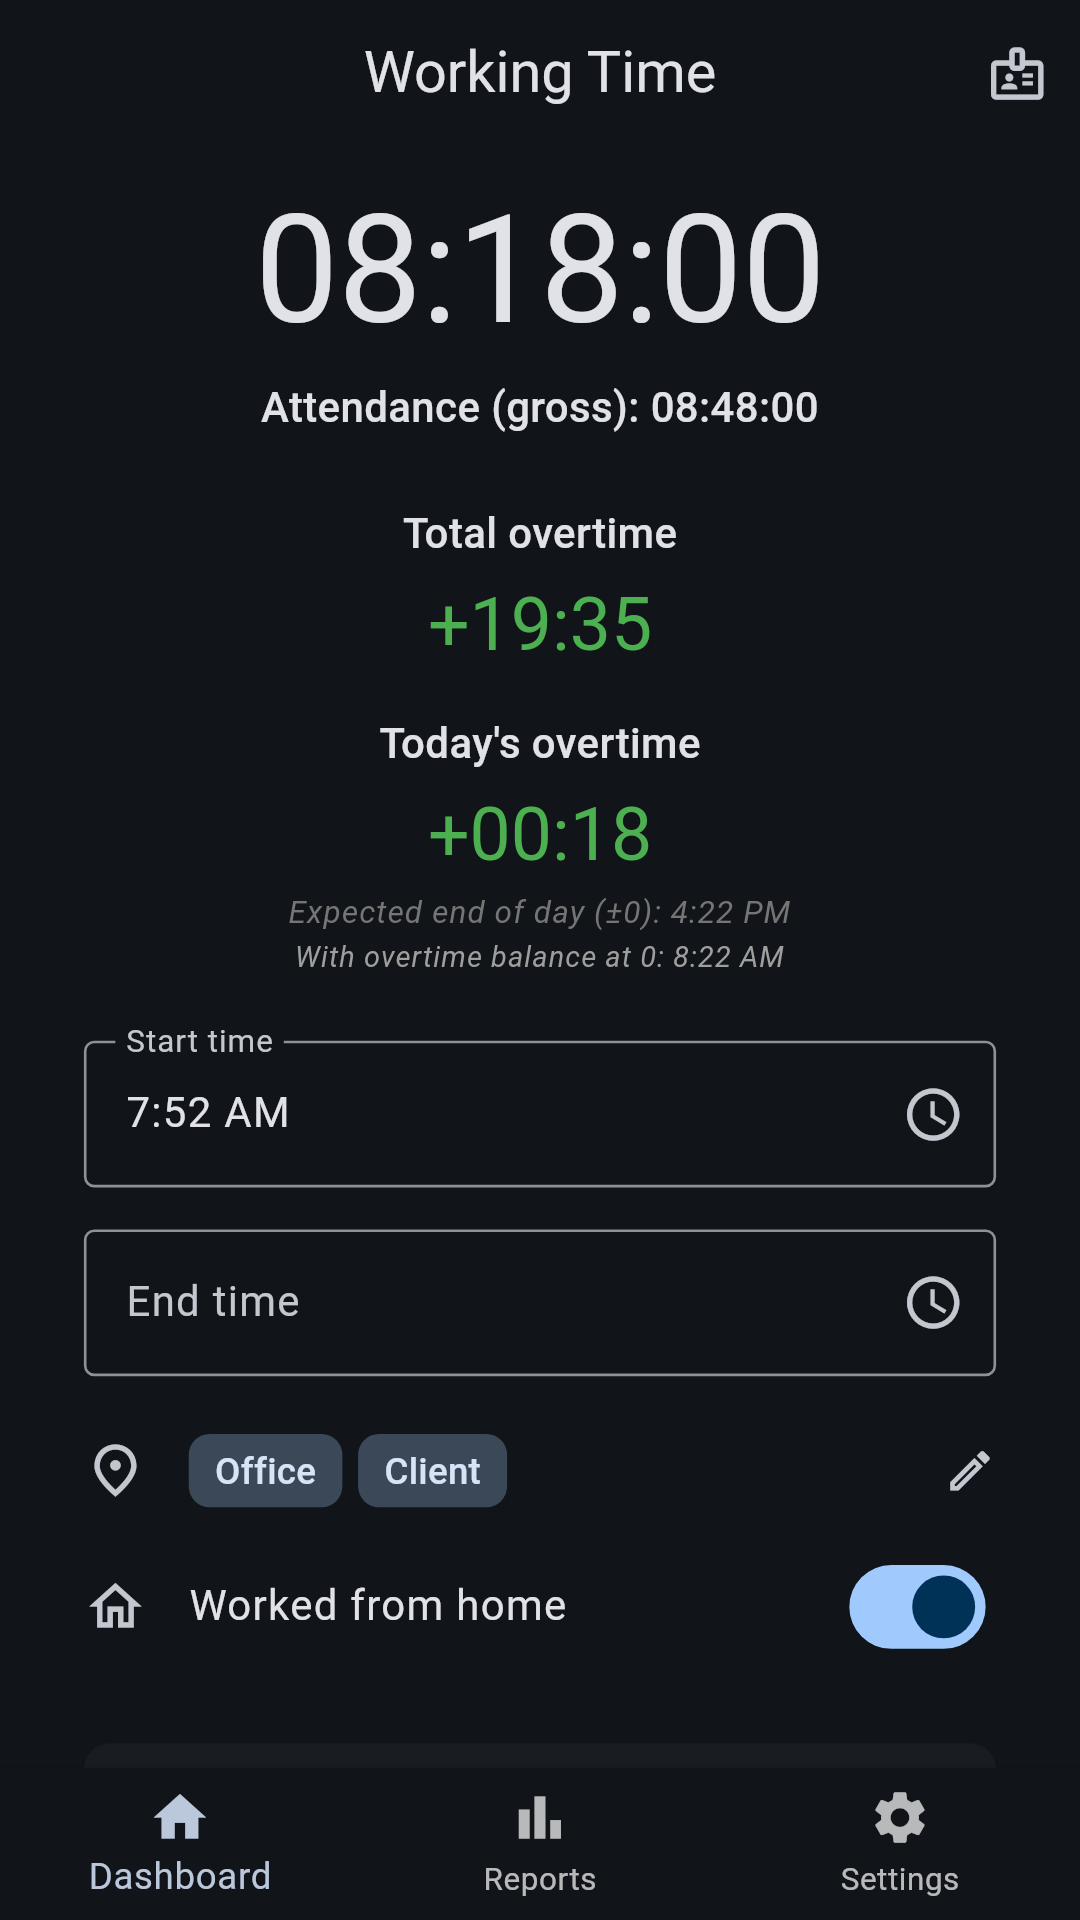 Working Time
08:18:00
Attendance (gross): 08:48:00
Total overtime
+19:35
Today's overtime
+00:18
Expected end of day (±0): 4:22 PM
With overtime balance at 0: 8:22 AM
Start time
7:52 AM
End time
Office Client
Worked from home
Dashboard Reports Settings